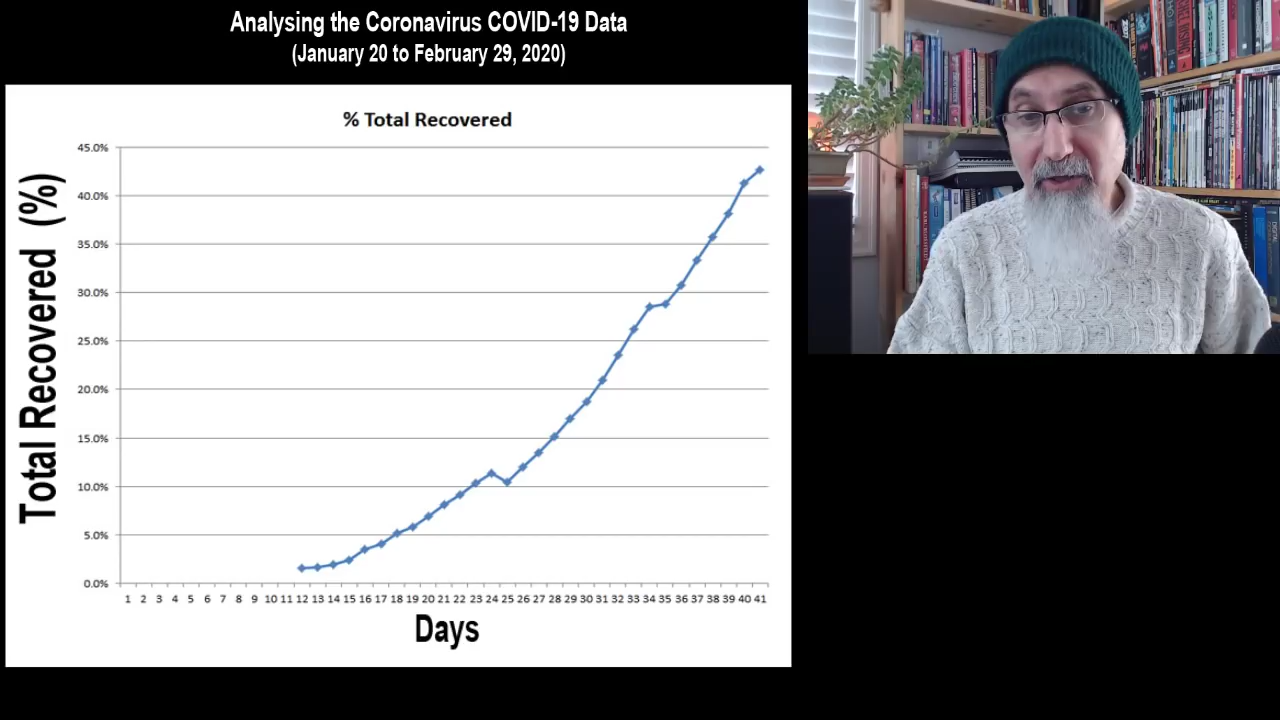 Analysing the Coronavirus COVID-19 Data
(January 20 to February 29, 2020)
% Total Recovered
Total Recovered (%)
45.0%
40.0%
35.0%
30.0%
25.0%
20.0%
15.0%
10.0%
5.0%
0.0%
1 2 3 4 5 6 7 8 9 10 11 12 13 14 15 16 17 18 19 20 21 22 23 24 25 26 27 28 29 30 31 32 33 34 35 36 37 38 39 40 41
Days